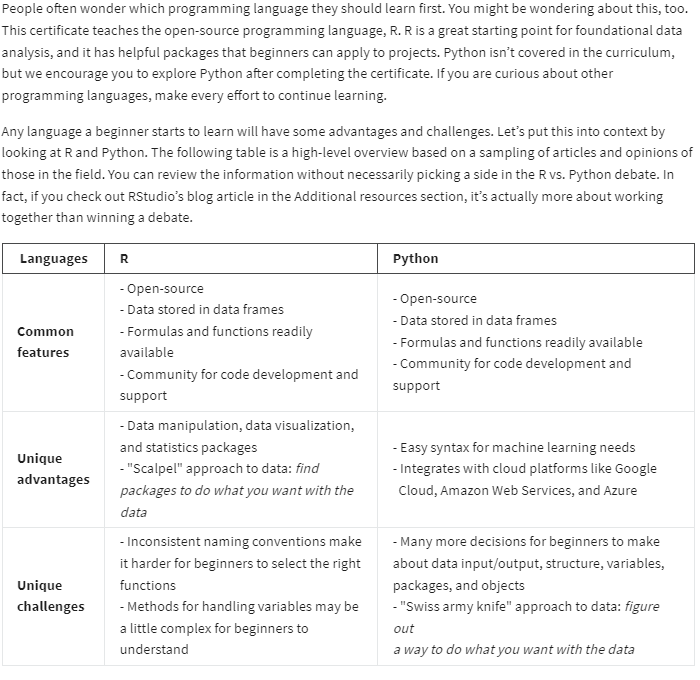 People often wonder which programming language they should learn first. You might be wondering about this, too.
This certificate teaches the open-source programming language, R. R is a great starting point for foundational data
analysis, and it has helpful packages that beginners can apply to projects. Python isn't covered in the curriculum,
but we encourage you to explore Python after completing the certificate. If you are curious about other
programming languages, make every effort to continue learning.
Any language a beginner starts to learn will have some advantages and challenges. Let's put this into context by
looking at R and Python. The following table is a high-level overview based on a sampling of articles and opinions of
those in the field. You can review the information without necessarily picking a side in the R vs. Python debate. In
fact, if you check out RStudio's blog article in the Additional resources section, it's actually more about working
together than winning a debate.
Languages
R
Python
Common
features
- Open-source
- Data stored in data frames
- Formulas and functions readily
available
- Community for code development and
support
- Open-source
- Data stored in data frames
- Formulas and functions readily available
- Community for code development and
support
Unique
advantages
- Data manipulation, data visualization,
and statistics packages
- "Scalpel" approach to data: find
packages to do what you want with the
data
- Easy syntax for machine learning needs
- Integrates with cloud platforms like Google
Cloud, Amazon Web Services, and Azure
Unique
challenges
- Inconsistent naming conventions make
it harder for beginners to select the right
functions
- Methods for handling variables may be
a little complex for beginners to
understand
- Many more decisions for beginners to make
about data input/output, structure, variables,
packages, and objects
- "Swiss army knife" approach to data: figure
out
a way to do what you want with the data